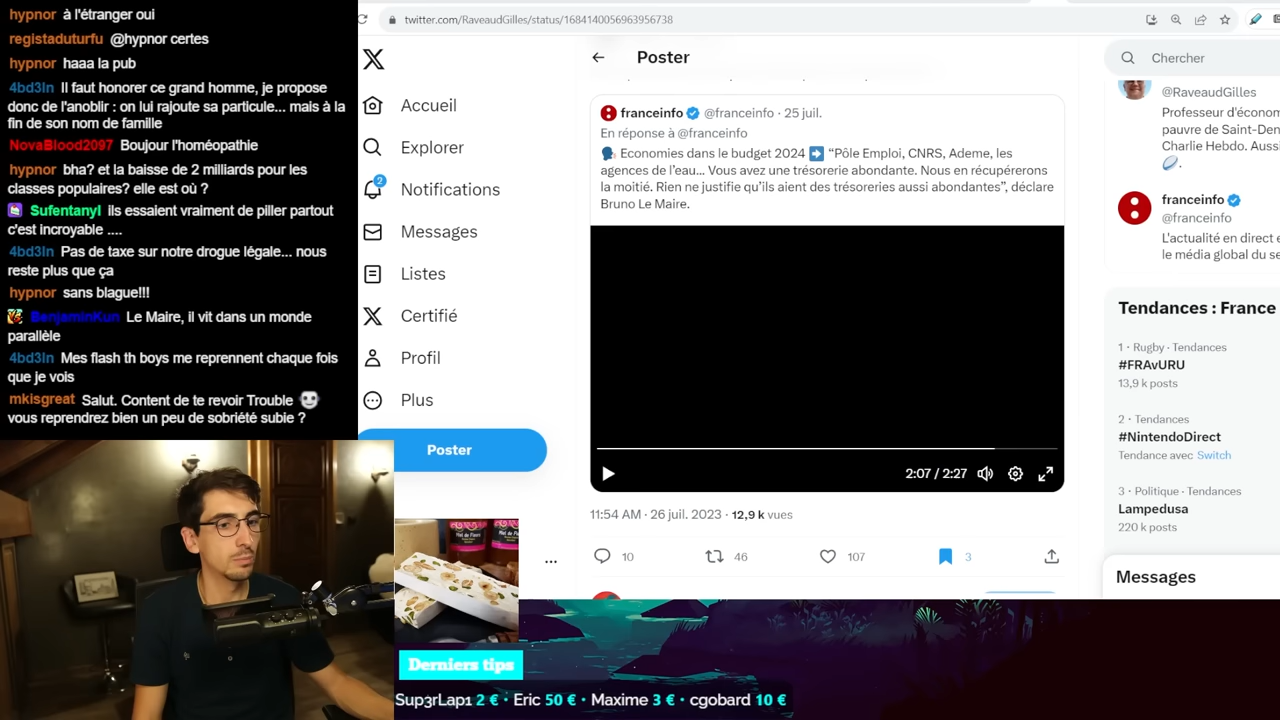 hypnor à l'étranger oui
registaduturfu @hypnor certes
hypnor haaa la pub
4bd3ln Il faut honorer ce grand homme, je propose
donc de l'anoblir : on lui rajoute sa particule... mais à la
fin de son nom de famille
NovaBlood2097 Boujour l'homéopathie
hypnor bha? et la baisse de 2 milliards pour les
classes populaires? elle est où ?
Sufentanyl ils essaient vraiment de piller partout
c'est incroyable ....
4bd3ln Pas de taxe sur notre drogue légale... nous
reste plus que ça
hypnor sans blague!!!
BenjaminKun Le Maire, il vit dans un monde
parallèle
4bd3ln Mes flash th boys me reprennent chaque fois
que je vois
mkisgreat Salut. Content de te revoir Trouble
vous reprendrez bien un peu de sobriété subie ?
twitter.com/RaveaudGilles/status/1684140056963956738
Accueil
Explorer
2
Notifications
Messages
Listes
Certifié
Profil
Plus
Poster
Poster
franceinfo @franceinfo · 25 juil.
En réponse à @franceinfo
Economies dans le budget 2024 “Pôle Emploi, CNRS, Ademe, les
agences de l’eau... Vous avez une trésorerie abondante. Nous en récupérerons
la moitié. Rien ne justifie qu’ils aient des trésoreries aussi abondantes”, déclare
Bruno Le Maire.
2:07 / 2:27
11:54 AM · 26 juil. 2023 · 12,9 k vues
10 46 107 3
Chercher
@RaveaudGilles
Professeur d'éconon
pauvre de Saint-Den
Charlie Hebdo. Auss
franceinfo
@franceinfo
L'actualité en direct e
le média global du se
Tendances : France
1 · Rugby · Tendances
#FRAvURU
13,9 k posts
2 · Tendances
#NintendoDirect
Tendance avec Switch
3 · Politique · Tendances
Lampedusa
220 k posts
Messages
Derniers tips
Sup3rLap1 2 € · Eric 50 € · Maxime 3 € · cgobard 10 €